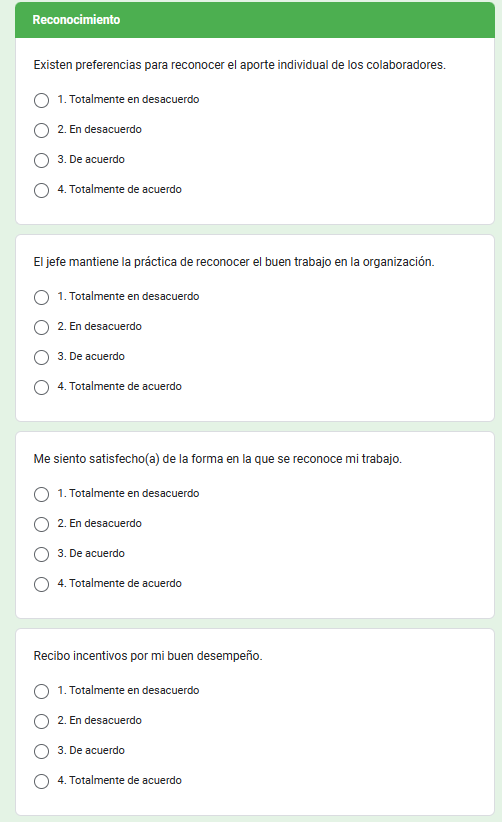 Reconocimiento
Existen preferencias para reconocer el aporte individual de los colaboradores.
1. Totalmente en desacuerdo
2. En desacuerdo
3. De acuerdo
4. Totalmente de acuerdo
El jefe mantiene la práctica de reconocer el buen trabajo en la organización.
1. Totalmente en desacuerdo
2. En desacuerdo
3. De acuerdo
4. Totalmente de acuerdo
Me siento satisfecho(a) de la forma en la que se reconoce mi trabajo.
1. Totalmente en desacuerdo
2. En desacuerdo
3. De acuerdo
4. Totalmente de acuerdo
Recibo incentivos por mi buen desempeño.
1. Totalmente en desacuerdo
2. En desacuerdo
3. De acuerdo
4. Totalmente de acuerdo